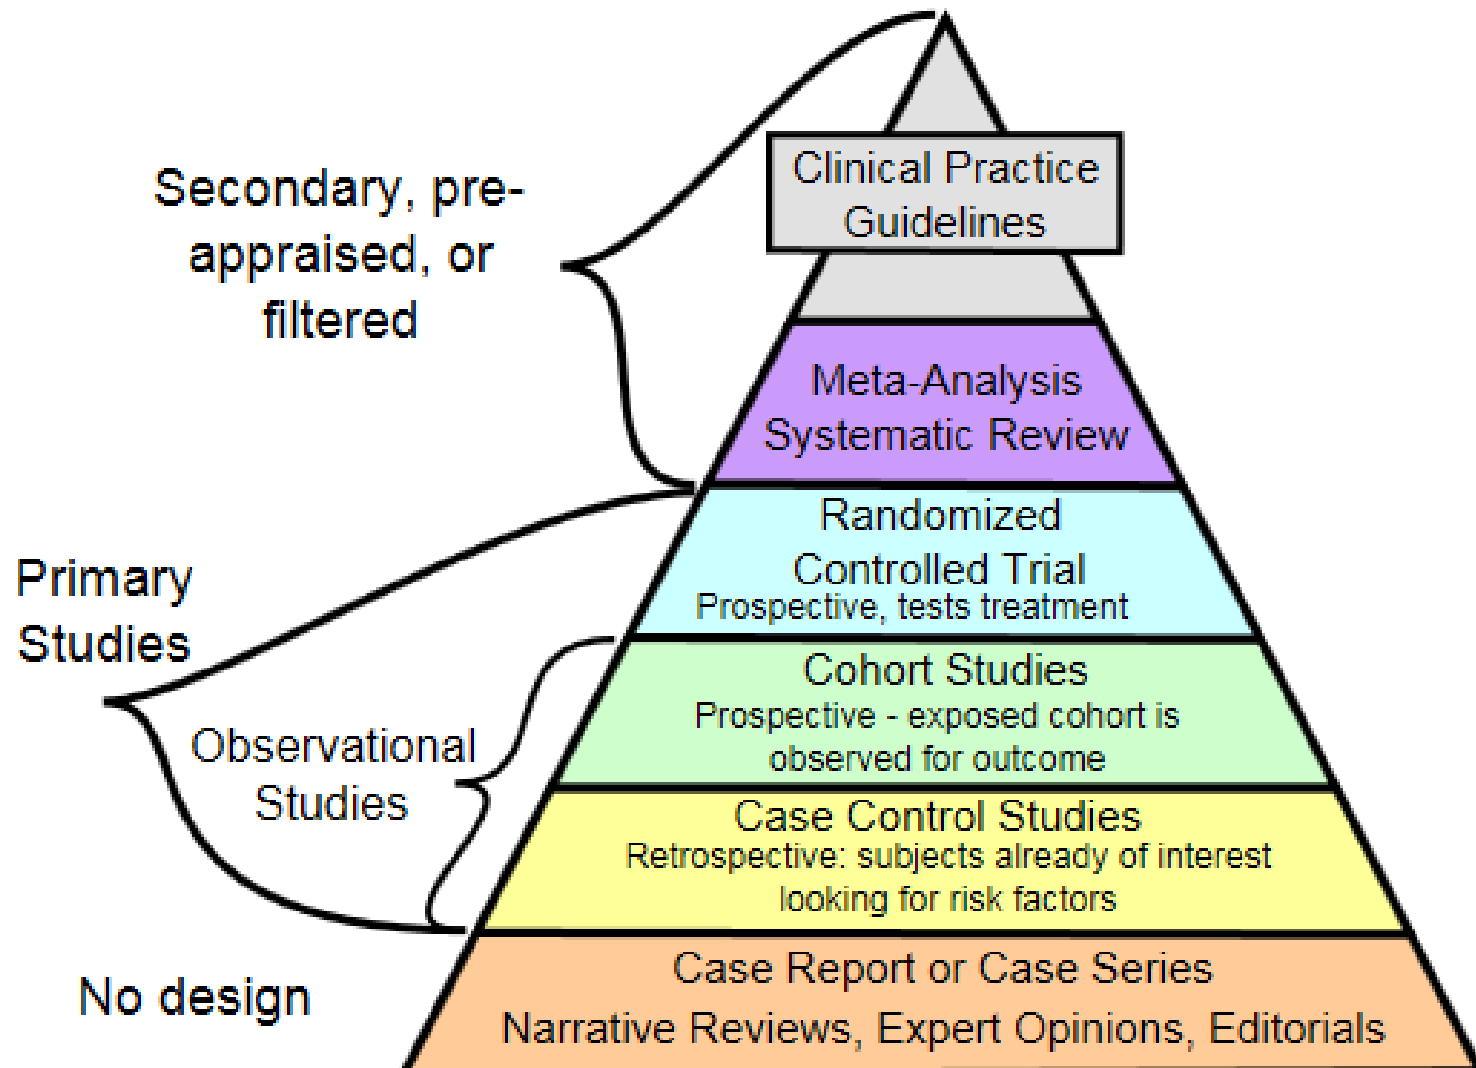 Clinical Practice
Guidelines
Secondary, pre-
appraised, or
filtered
Meta-Analysis
Systematic Review
Randomized
Controlled Trial
Prospective, tests treatment
Primary
Studies
Cohort Studies
Prospective - exposed cohort is
observed for outcome
Observational
Studies
Case Control Studies
Retrospective: subjects already of interest
looking for risk factors
No design
Case Report or Case Series
Narrative Reviews, Expert Opinions, Editorials